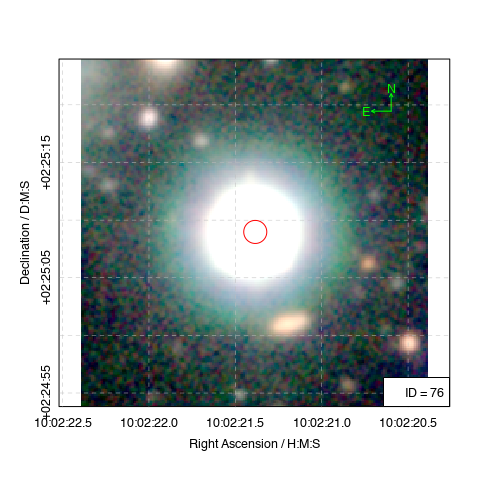 N
E
+02:25:15
+02:25:05
+02:24:55
Declination / D:M:S
ID = 76
10:02:22.5 10:02:22.0 10:02:21.5 10:02:21.0 10:02:20.5
Right Ascension / H:M:S